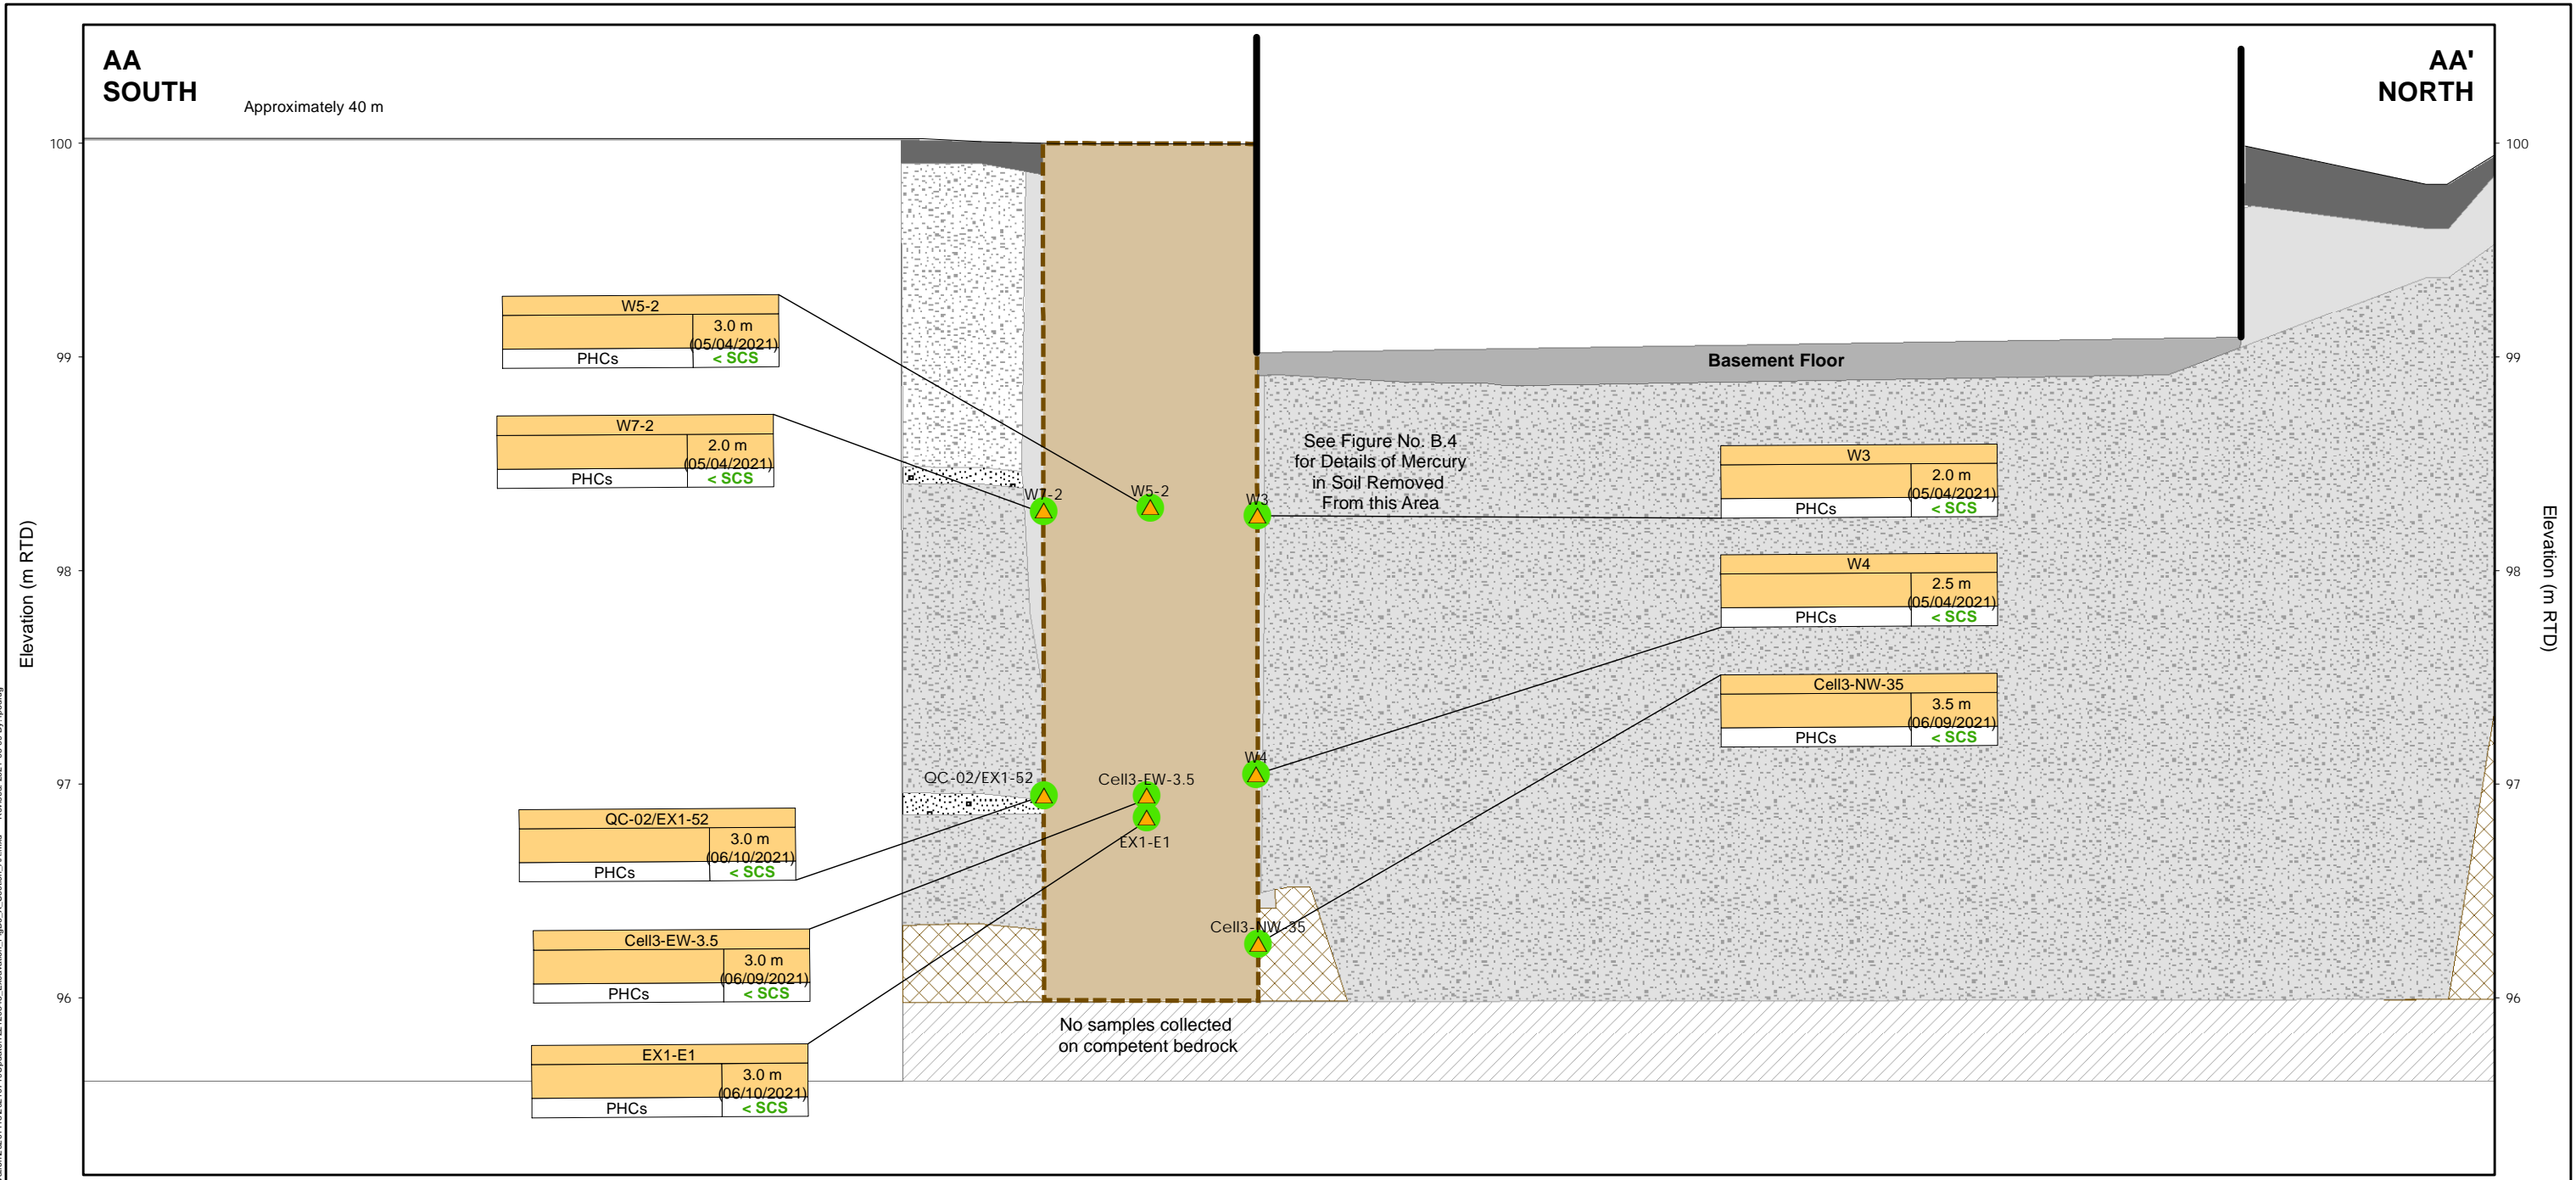 AA
SOUTH
Approximately 40 m
AA'
NORTH
100
99
98
97
96
Elevation (m RTD)
W5-2
3.0 m
(05/04/2021)
PHCs
< SCS
W7-2
2.0 m
(05/04/2021)
PHCs
< SCS
QC-02/EX1-52
3.0 m
(06/10/2021)
PHCs
< SCS
Cell3-EW-3.5
3.0 m
(06/09/2021)
PHCs
< SCS
EX1-E1
3.0 m
(06/10/2021)
PHCs
< SCS
W7-2
W5-2
W3
QC-02/EX1-52
Cell3-EW-3.5
EX1-E1
W4
Cell3-NW-35
No samples collected
on competent bedrock
Basement Floor
See Figure No. B.4
for Details of Mercury
in Soil Removed
From this Area
W3
2.0 m
(05/04/2021)
PHCs
< SCS
W4
2.5 m
(05/04/2021)
PHCs
< SCS
Cell3-NW-35
3.5 m
(06/09/2021)
PHCs
< SCS
100
99
98
97
96
Elevation (m RTD)